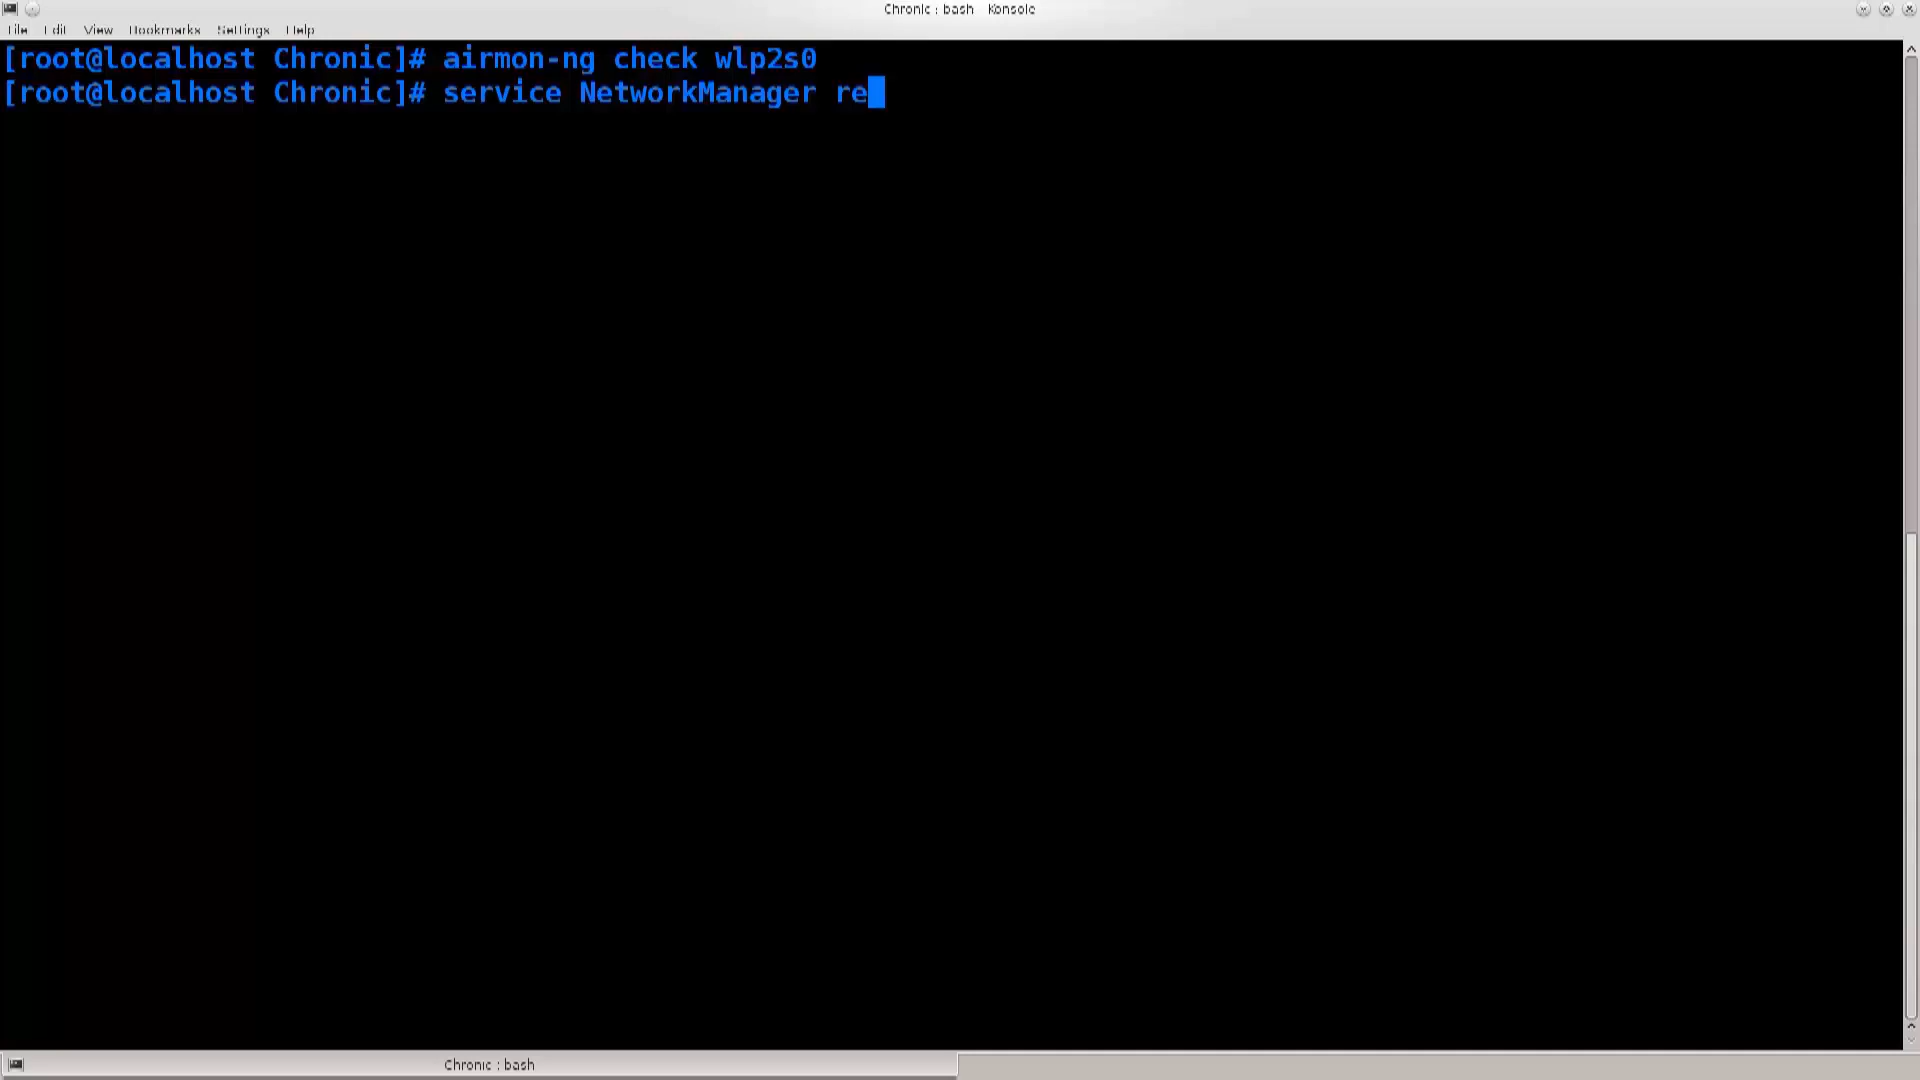 Chronic : bash Konsole
File Edit View Bookmarks Settings Help
[root@localhost Chronic]# airmon-ng check wlp2s0
[root@localhost Chronic]# service NetworkManager re
Chronic : bash